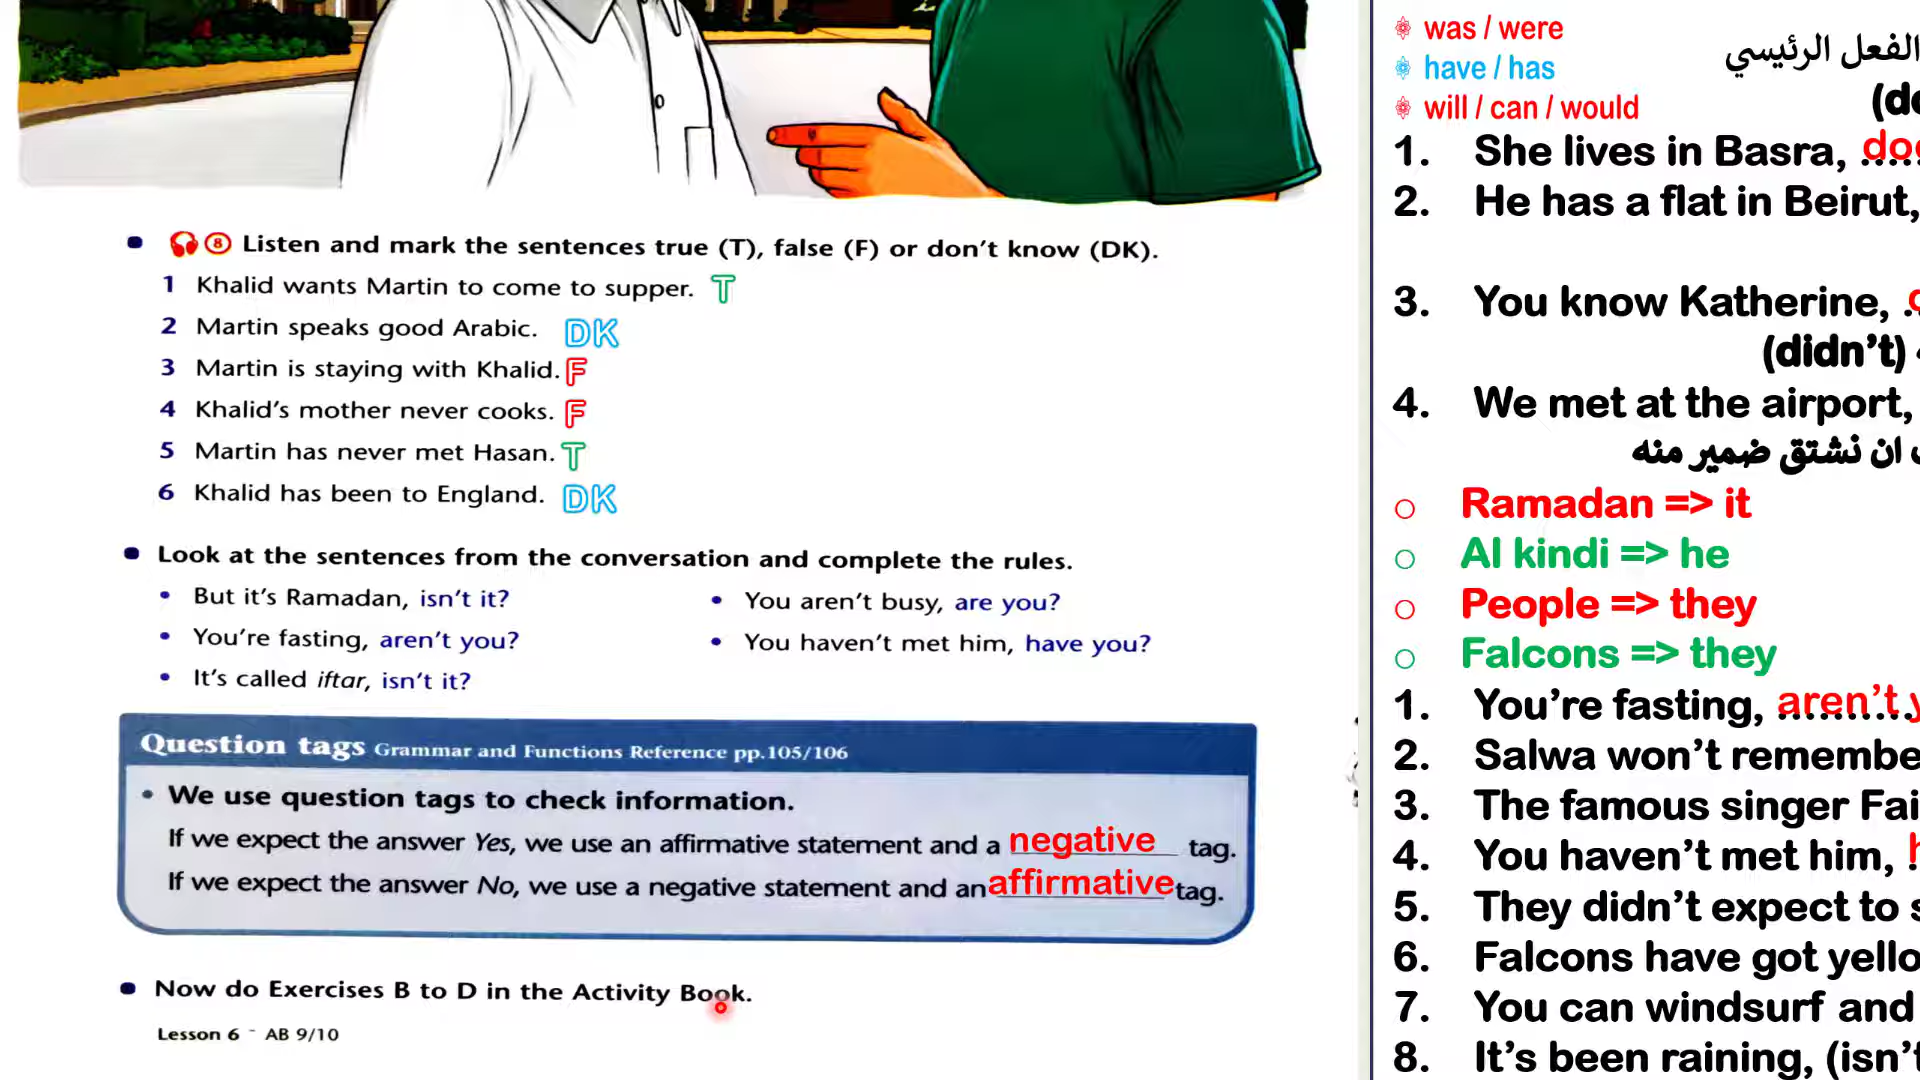 ⑧ Listen and mark the sentences true (T), false (F) or don't know (DK).
1 Khalid wants Martin to come to supper. T
2 Martin speaks good Arabic. DK
3 Martin is staying with Khalid. F
4 Khalid's mother never cooks. F
5 Martin has never met Hasan. T
6 Khalid has been to England. DK
Look at the sentences from the conversation and complete the rules.
• But it's Ramadan, isn't it?
• You're fasting, aren't you?
• It's called iftar, isn't it?
• You aren't busy, are you?
• You haven't met him, have you?
Question tags Grammar and Functions Reference pp.105/106
• We use question tags to check information.
If we expect the answer Yes, we use an affirmative statement and a negative tag.
If we expect the answer No, we use a negative statement and an affirmative tag.
Now do Exercises B to D in the Activity Book.
Lesson 6 - AB 9/10
was / were
have / has
الفعل الرئيسي
will / can / would
1. She lives in Basra,
2. He has a flat in Beirut,
3. You know Katherine,
(didn't)
4. We met at the airport,
ان نشتق ضمير منه
Ramadan => it
Al kindi => he
People => they
Falcons => they
1. You're fasting, aren't
2. Salwa won't
3. The famous singer
4. You haven't met him,
5. They didn't expect to
6. Falcons have got
7. You can windsurf and
8. It's been raining,